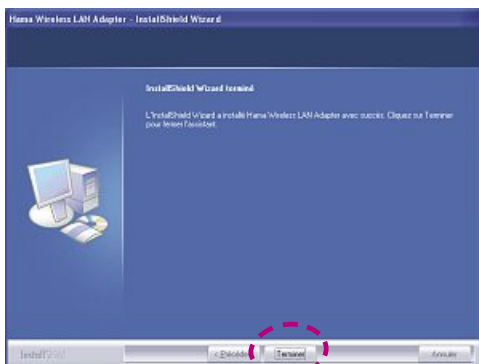 Hama Wireless LAN Adapter - InstallShield Wizard
InstallShield Wizard terminé
L'InstallShield Wizard a installé Hama Wireless LAN Adapter avec succès. Cliquez sur Terminer
pour fermer l'assistant.
InstallShield
< Précédent
Terminer
Annuler